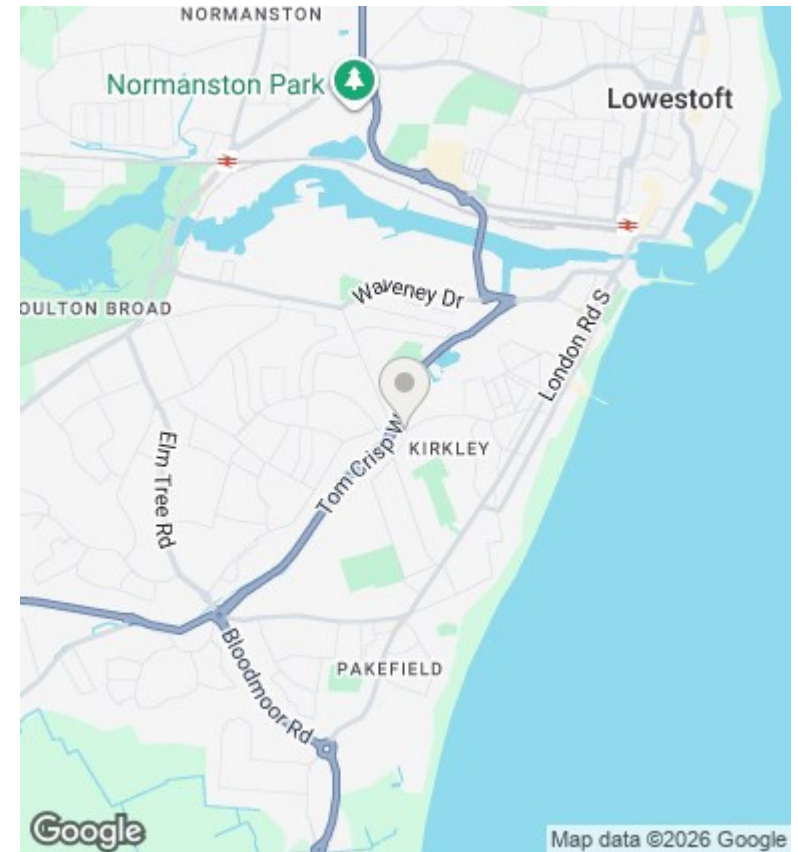 NORMANSTON
Normanston Park
Lowestoft
Waveney Dr
OULTON BROAD
London Rd S
Elm Tree Rd
Tom Crisp W
KIRKLEY
PAKEFIELD
Bloodmoor Rd
Google
Map data ©2026 Google